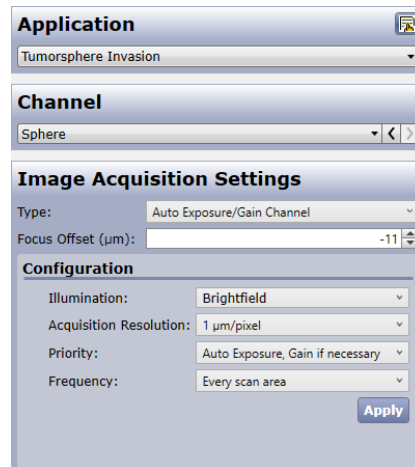 Application
Tumorsphere Invasion
Channel
Sphere
Image Acquisition Settings
Type: Auto Exposure/Gain Channel
Focus Offset (µm): -11
Configuration
Illumination: Brightfield
Acquisition Resolution: 1 µm/pixel
Priority: Auto Exposure, Gain if necessary
Frequency: Every scan area
Apply